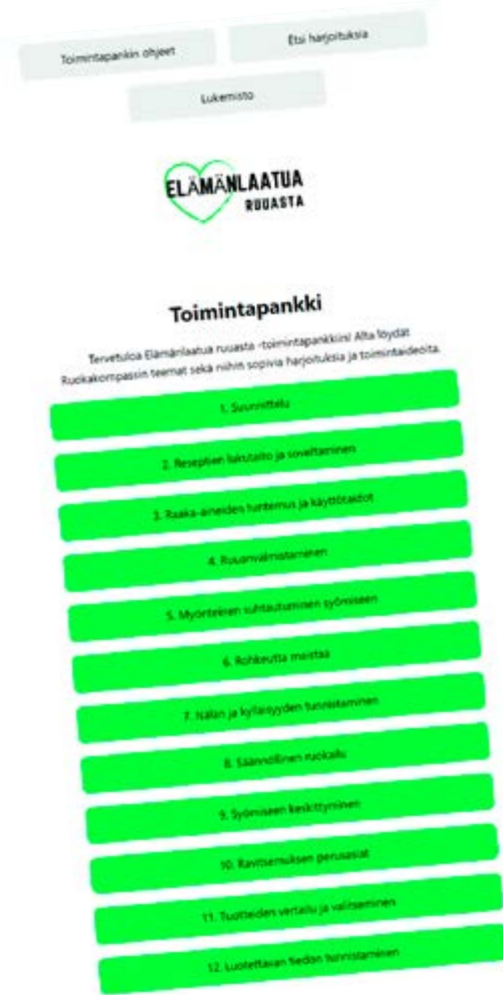 Toimintapankin ohjeet
Etsi harjoituksia
Lukemisto
ELÄMÄNLAATUA
RUUASTA
Toimintapankki
Tervetuloa Elämänlaatua ruuasta -toimintapankkiin! Alta löydät
Ruokakompassin teemat sekä niihin sopivia harjoituksia ja toimintaideoita.
1. Suunnittelu
2. Reseptien lukutaito ja soveltaminen
3. Raaka-aineiden tuntemus ja käyttötaidot
4. Ruuanvalmistaminen
5. Myönteinen suhtautuminen syömiseen
6. Rohkeutta maistaa
7. Nälän ja kylläisyyden tunnistaminen
8. Säännöllinen ruokailu
9. Syömiseen keskittyminen
10. Ravitsemuksen perusasiat
11. Tuotteiden vertailu ja valitseminen
12. Luotettavan tiedon tunnistaminen